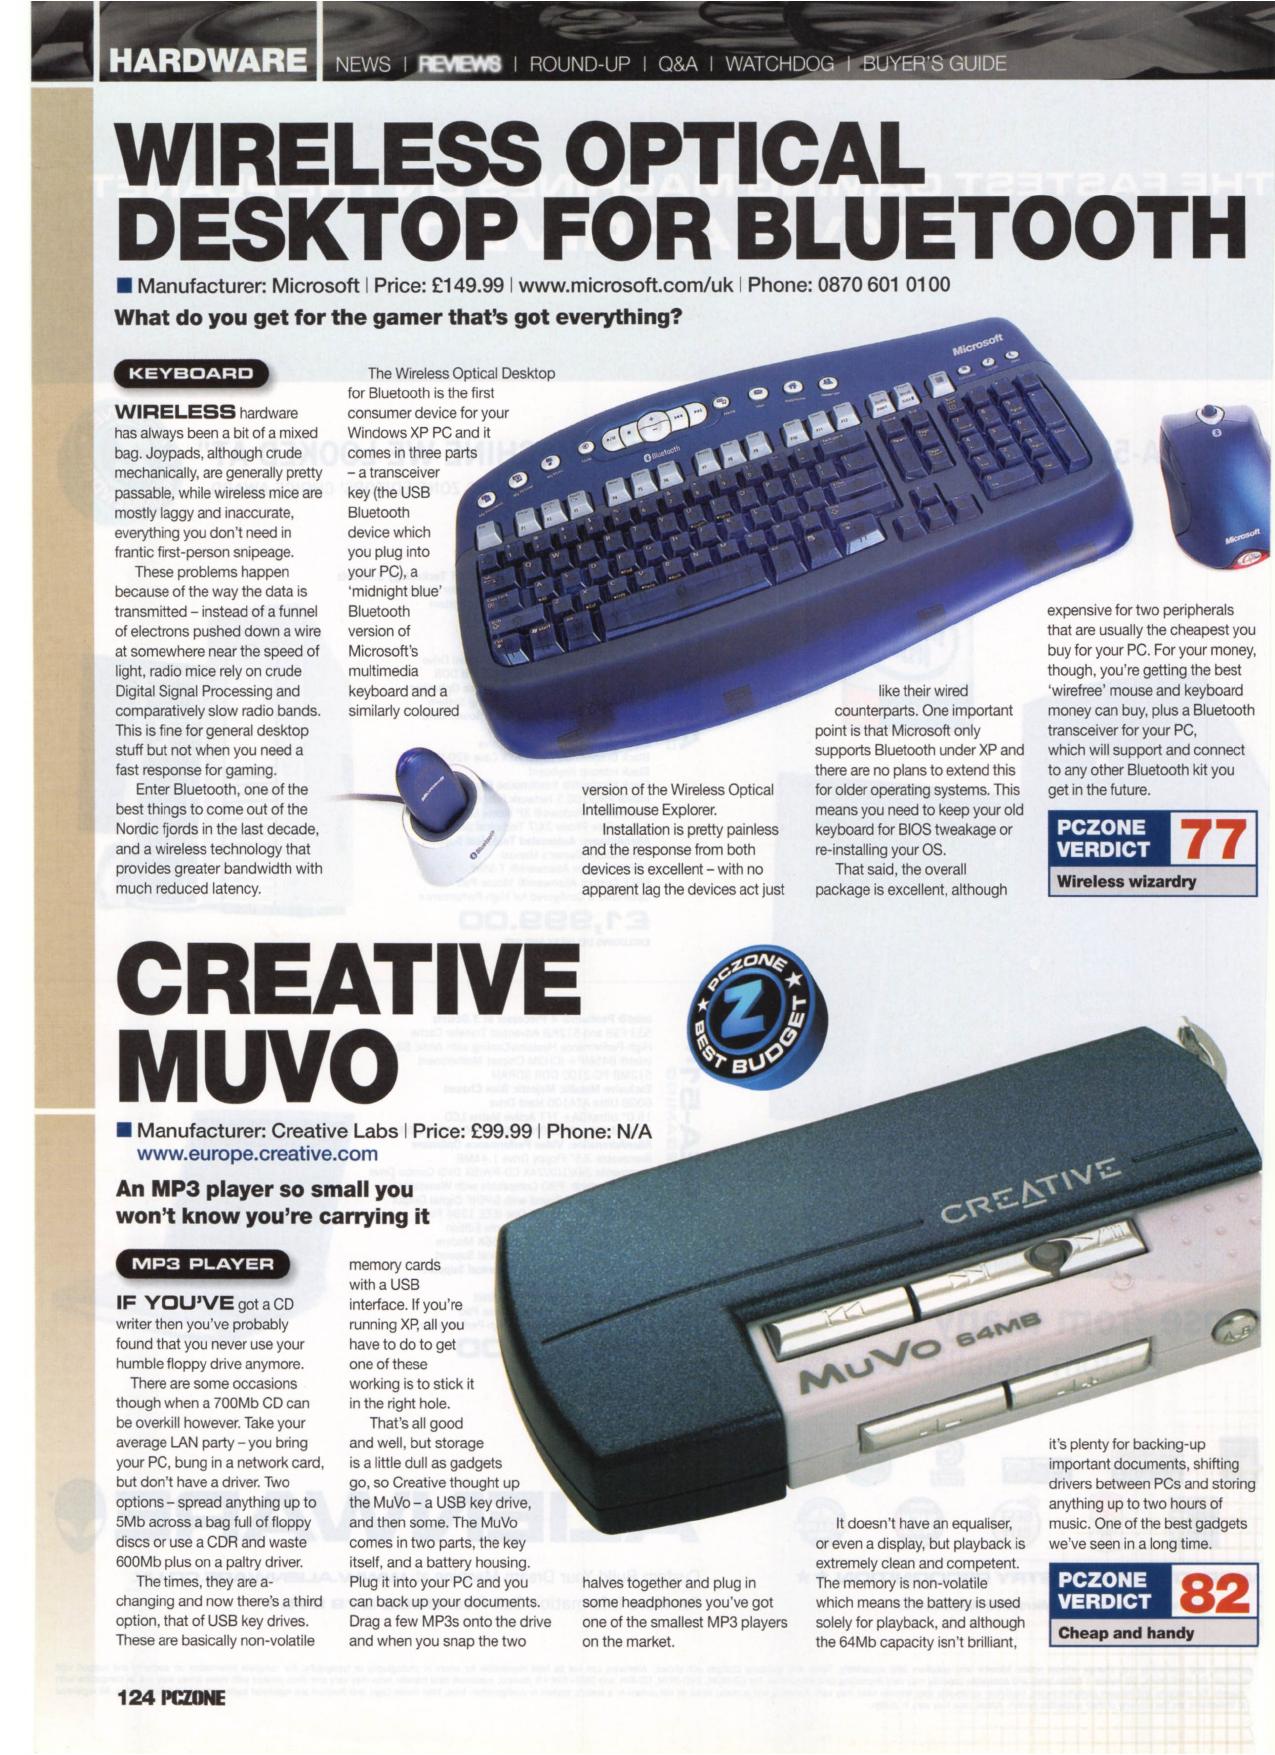 HARDWARE
NEWS | REVIEWS | ROUND-UP | Q&A | WATCHDOG | BUYER'S GUIDE
WIRELESS OPTICAL
DESKTOP FOR BLUETOOTH
■ Manufacturer: Microsoft | Price: £149.99 | www.microsoft.com/uk | Phone: 0870 601 0100
What do you get for the gamer that's got everything?
KEYBOARD
WIRELESS hardware
has always been a bit of a mixed
bag. Joypads, although crude
mechanically, are generally pretty
passable, while wireless mice are
mostly laggy and inaccurate,
everything you don't need in
frantic first-person snipeage.
These problems happen
because of the way the data is
transmitted – instead of a funnel
of electrons pushed down a wire
at somewhere near the speed of
light, radio mice rely on crude
Digital Signal Processing and
comparatively slow radio bands.
This is fine for general desktop
stuff but not when you need a
fast response for gaming.
Enter Bluetooth, one of the
best things to come out of the
Nordic fjords in the last decade,
and a wireless technology that
provides greater bandwidth with
much reduced latency.
The Wireless Optical Desktop
for Bluetooth is the first
consumer device for your
Windows XP PC and it
comes in three parts
– a transceiver
key (the USB
Bluetooth
device which
you plug into
your PC), a
'midnight blue'
Bluetooth
version of
Microsoft's
multimedia
keyboard and a
similarly coloured
Microsoft
Bluetooth
Microsoft
Bluetooth
version of the Wireless Optical
Intellimouse Explorer.
Installation is pretty painless
and the response from both
devices is excellent – with no
apparent lag the devices act just
like their wired
counterparts. One important
point is that Microsoft only
supports Bluetooth under XP and
there are no plans to extend this
for older operating systems. This
means you need to keep your old
keyboard for BIOS tweakage or
re-installing your OS.
That said, the overall
package is excellent, although
expensive for two peripherals
that are usually the cheapest you
buy for your PC. For your money,
though, you're getting the best
'wirefree' mouse and keyboard
money can buy, plus a Bluetooth
transceiver for your PC,
which will support and connect
to any other Bluetooth kit you
get in the future.
PCZONE
VERDICT 77
Wireless wizardry
CREATIVE
MUVO
■ Manufacturer: Creative Labs | Price: £99.99 | Phone: N/A
www.europe.creative.com
An MP3 player so small you
won't know you're carrying it
PCZONE
Z
BEST BUDGET
MP3 PLAYER
IF YOU'VE got a CD
writer then you've probably
found that you never use your
humble floppy drive anymore.
There are some occasions
though when a 700Mb CD can
be overkill however. Take your
average LAN party – you bring
your PC, bung in a network card,
but don't have a driver. Two
options – spread anything up to
5Mb across a bag full of floppy
discs or use a CDR and waste
600Mb plus on a paltry driver.
The times, they are a-
changing and now there's a third
option, that of USB key drives.
These are basically non-volatile
memory cards
with a USB
interface. If you're
running XP, all you
have to do to get
one of these
working is to stick it
in the right hole.
That's all good
and well, but storage
is a little dull as gadgets
go, so Creative thought up
the MuVo – a USB key drive,
and then some. The MuVo
comes in two parts, the key
itself, and a battery housing.
Plug it into your PC and you
can back up your documents.
Drag a few MP3s onto the drive
and when you snap the two
CREATIVE
MuVo 64MB
A-B
halves together and plug in
some headphones you've got
one of the smallest MP3 players
on the market.
It doesn't have an equaliser,
or even a display, but playback is
extremely clean and competent.
The memory is non-volatile
which means the battery is used
solely for playback, and although
the 64Mb capacity isn't brilliant,
it's plenty for backing-up
important documents, shifting
drivers between PCs and storing
anything up to two hours of
music. One of the best gadgets
we've seen in a long time.
PCZONE
VERDICT 82
Cheap and handy
124 PCZONE